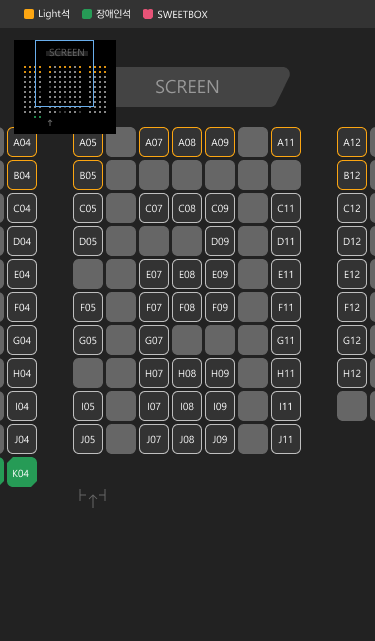 Light석 장애인석 SWEETBOX
SCREEN
SCREEN
A04 A05 A07 A08 A09 A11 A12
B04 B05 B12
C04 C05 C07 C08 C09 C11 C12
D04 D05 D09 D11 D12
E04 E07 E08 E09 E11 E12
F04 F05 F07 F08 F09 F11 F12
G04 G05 G07 G11 G12
H04 H07 H08 H09 H11 H12
I04 I05 I07 I08 I09 I11
J04 J05 J07 J08 J09 J11
K04